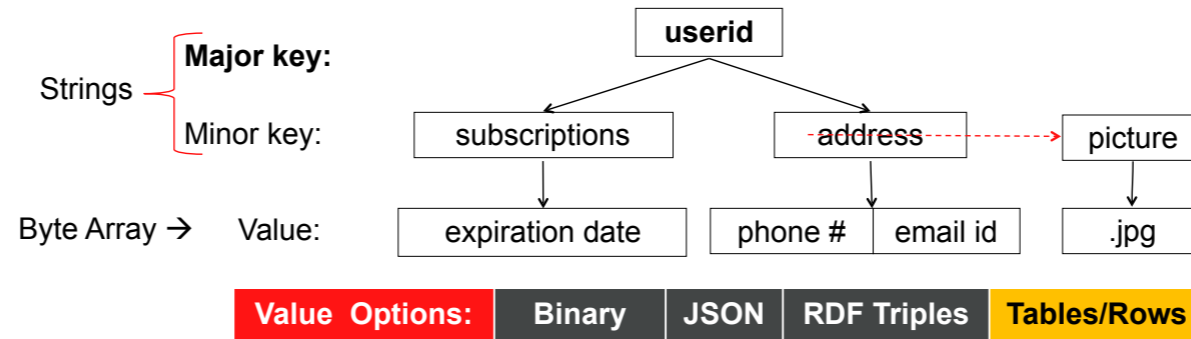 userid
Major key:
Strings
Minor key:
subscriptions
address
picture
Byte Array →
Value:
expiration date
phone #
email id
.jpg
Value Options:
Binary
JSON
RDF Triples
Tables/Rows